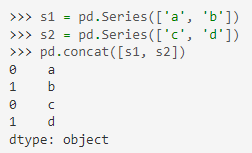 >>> s1 = pd.Series(['a', 'b'])
>>> s2 = pd.Series(['c', 'd'])
>>> pd.concat([s1, s2])
0    a
1    b
0    c
1    d
dtype: object